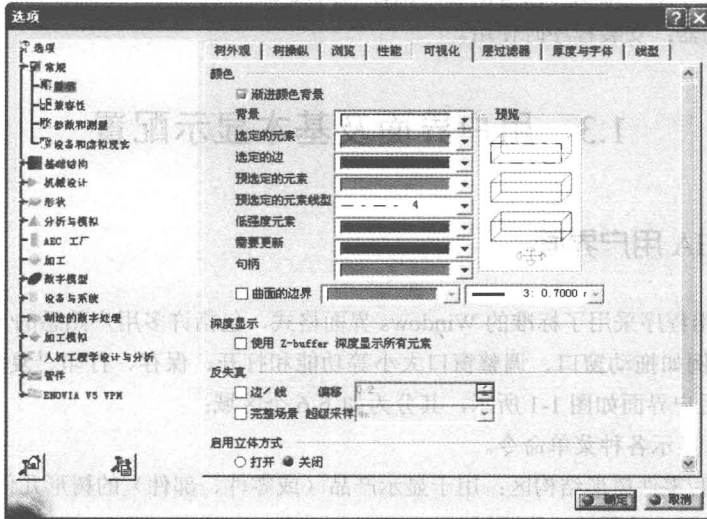 选项
选项
常规
显示
兼容性
参数和测量
设备和虚拟现实
基础结构
机械设计
形状
分析与模拟
AEC 工厂
加工
数字模型
设备与系统
制造的数字处理
加工模拟
人机工程学设计与分析
管件
ENOVIA V5 VPM
树外观
树操纵
浏览
性能
可视化
层过滤器
厚度与字体
线型
颜色
渐进颜色背景
背景
预览
选定的元素
选定的边
预选定的元素
预选定的元素线型
4
低强度元素
需要更新
句柄
曲面的边界
3: 0.7000
深度显示
使用 Z-buffer 深度显示所有元素
反失真
边/线 偏移
完整场景 超级采样
启用立体方式
打开 关闭
确定
取消